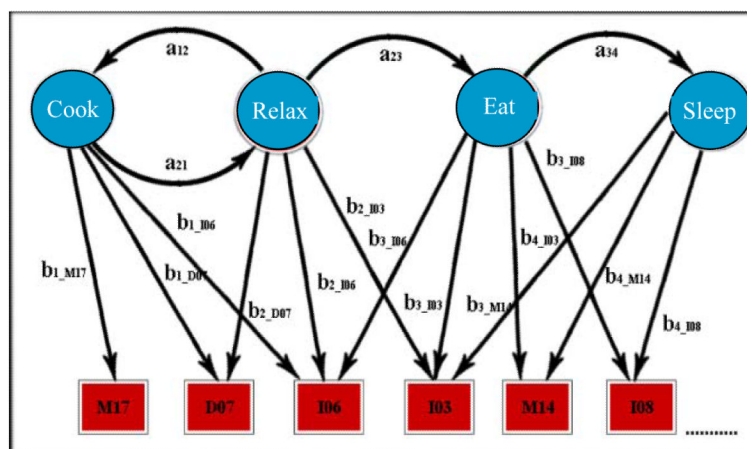 a12
a23
a34
Cook
Relax
Eat
Sleep
a21
b3_I08
b2_I03
b1_I06
b3_I06
b4_I03
b1_M17
b1_D07
b2_I06
b4_M14
b2_D07
b3_I03
b3_M14
b4_I08
M17
D07
I06
I03
M14
I08
...........